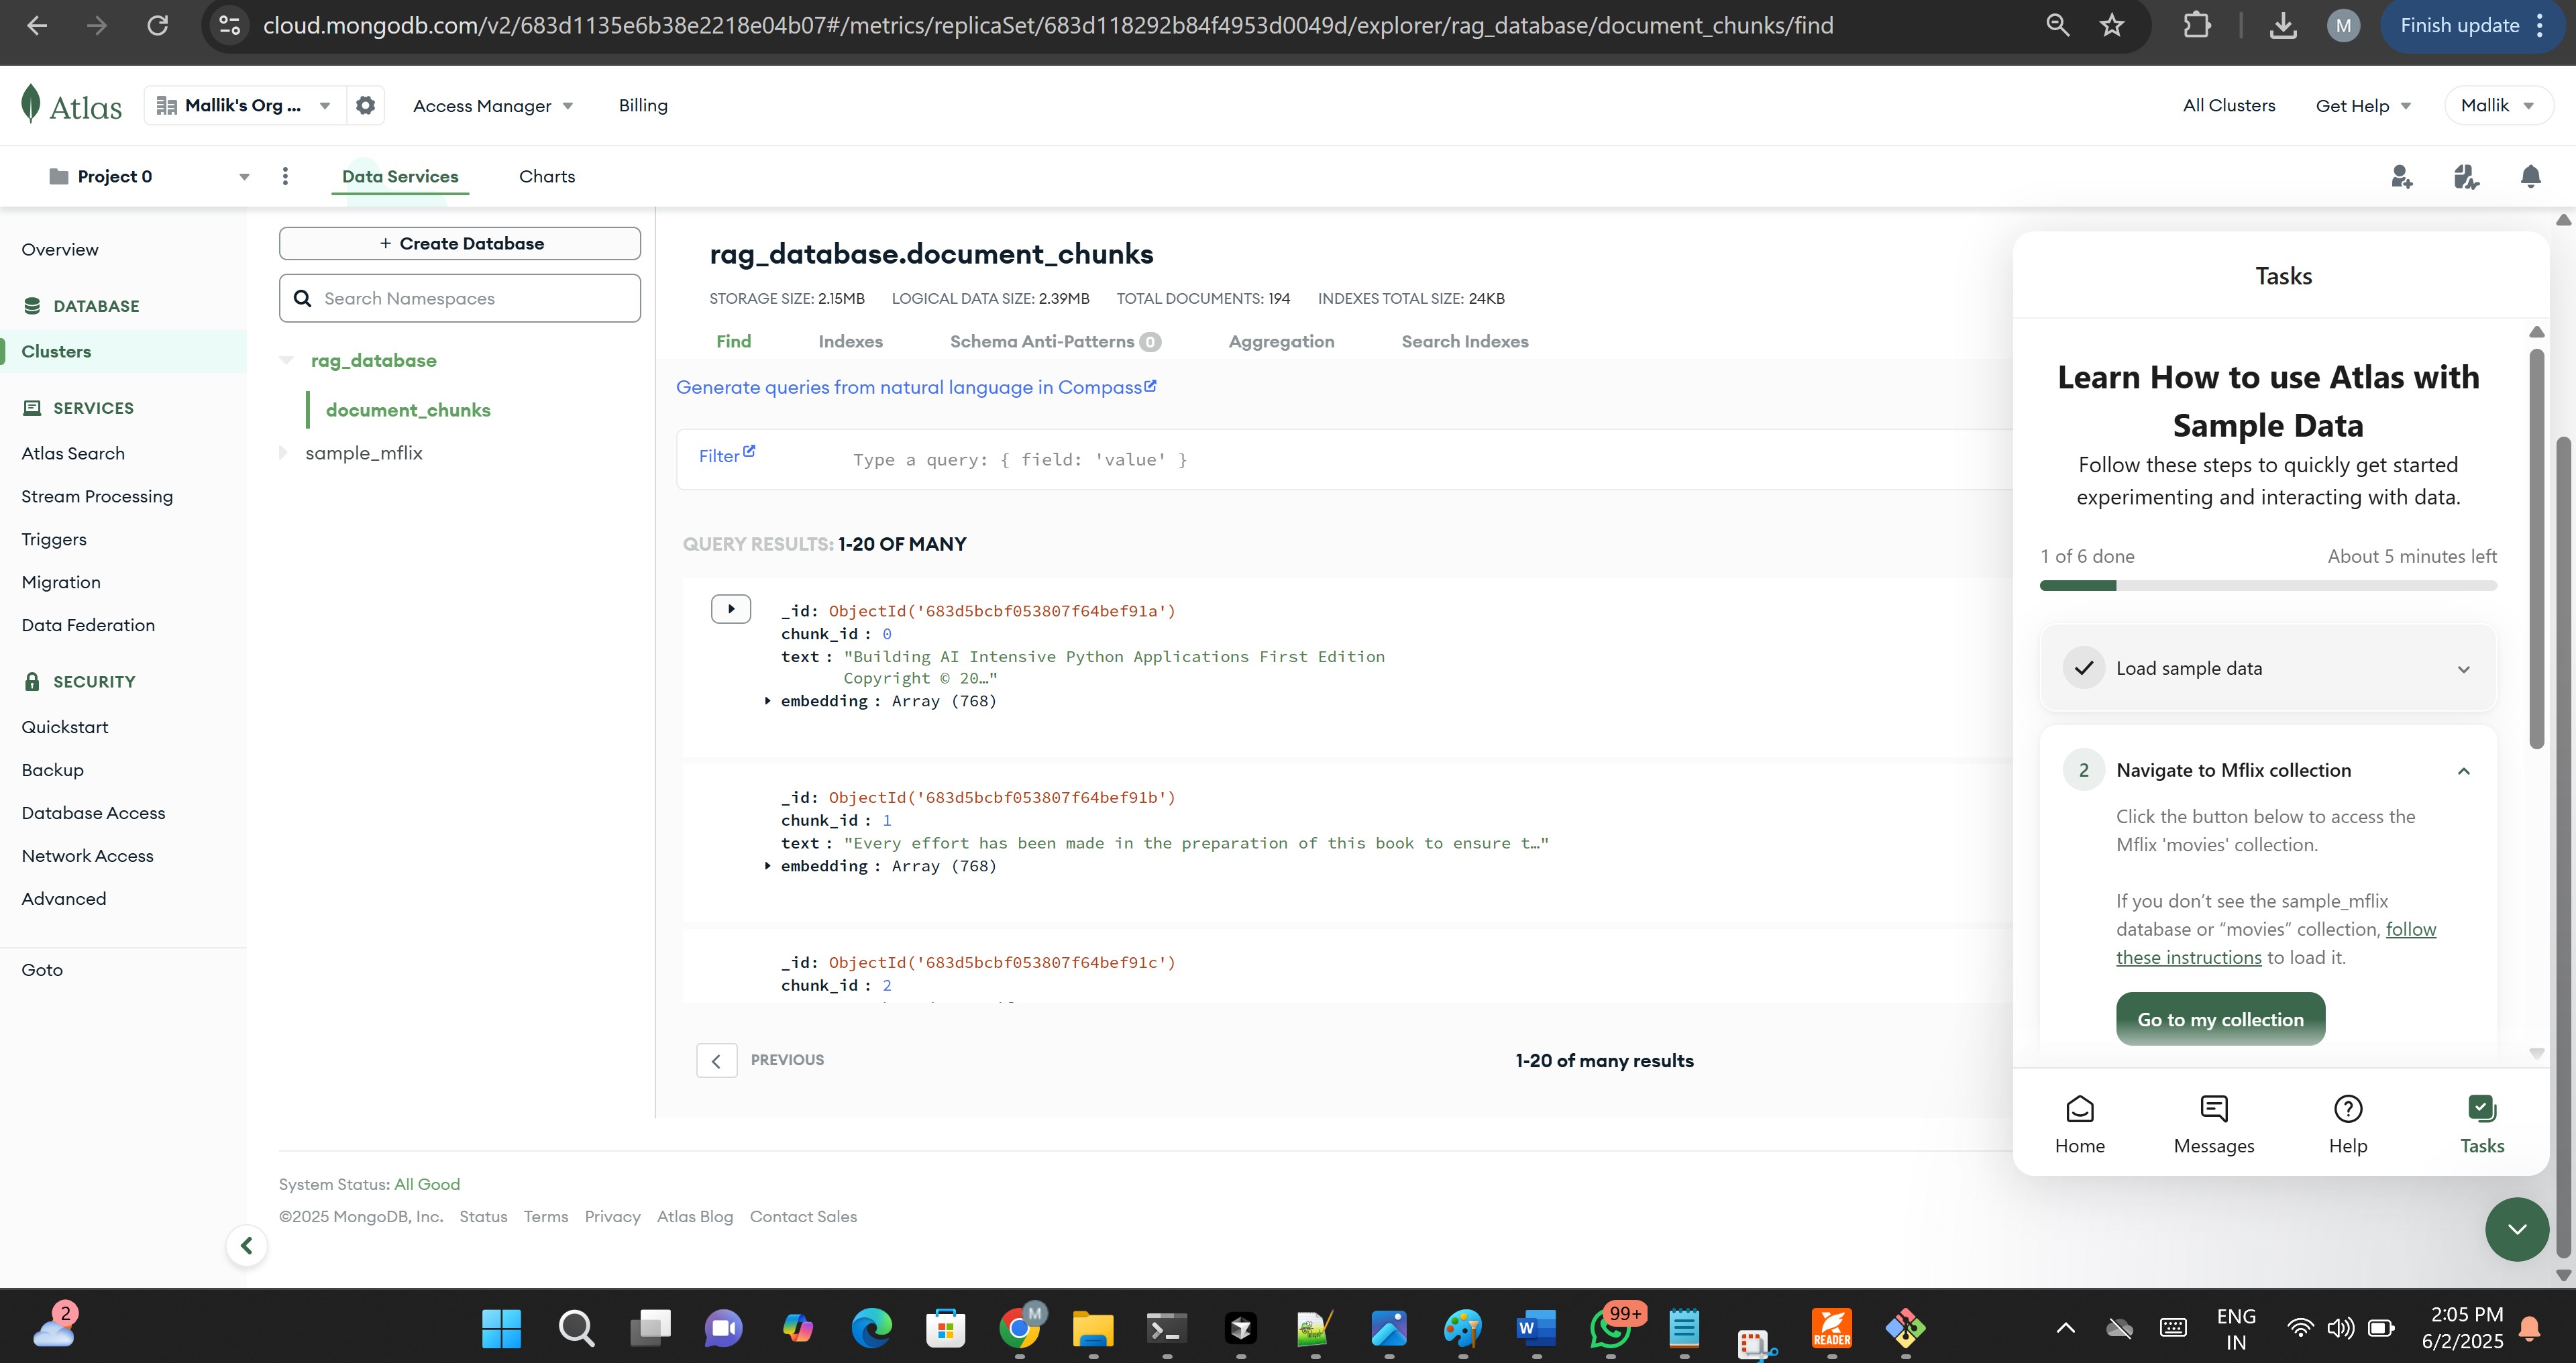 cloud.mongodb.com/v2/683d1135e6b38e2218e04b07#/metrics/replicaSet/683d118292b84f4953d0049d/explorer/rag_database/document_chunks/find
M
Finish update
Atlas
Mallik's Org ...
Access Manager
Billing
All Clusters
Get Help
Mallik
Project 0
Data Services
Charts
Overview
DATABASE
Clusters
SERVICES
Atlas Search
Stream Processing
Triggers
Migration
Data Federation
SECURITY
Quickstart
Backup
Database Access
Network Access
Advanced
Goto
+ Create Database
Search Namespaces
rag_database
document_chunks
sample_mflix
rag_database.document_chunks
STORAGE SIZE: 2.15MB LOGICAL DATA SIZE: 2.39MB TOTAL DOCUMENTS: 194 INDEXES TOTAL SIZE: 24KB
Find Indexes Schema Anti-Patterns 0 Aggregation Search Indexes
Generate queries from natural language in Compass
Filter
Type a query: { field: 'value' }
QUERY RESULTS: 1-20 OF MANY
_id: ObjectId('683d5bcbf053807f64bef91a')
chunk_id : 0
text : "Building AI Intensive Python Applications First Edition
Copyright © 20…"
embedding : Array (768)
_id: ObjectId('683d5bcbf053807f64bef91b')
chunk_id : 1
text : "Every effort has been made in the preparation of this book to ensure t…"
embedding : Array (768)
_id: ObjectId('683d5bcbf053807f64bef91c')
chunk_id : 2
PREVIOUS
1-20 of many results
System Status: All Good
©2025 MongoDB, Inc. Status Terms Privacy Atlas Blog Contact Sales
Tasks
Learn How to use Atlas with
Sample Data
Follow these steps to quickly get started
experimenting and interacting with data.
1 of 6 done
About 5 minutes left
Load sample data
2
Navigate to Mflix collection
Click the button below to access the
Mflix 'movies' collection.
If you don’t see the sample_mflix
database or “movies” collection, follow
these instructions to load it.
Go to my collection
Home
Messages
Help
Tasks
2
M
W
99+
READER
ENG
IN
2:05 PM
6/2/2025